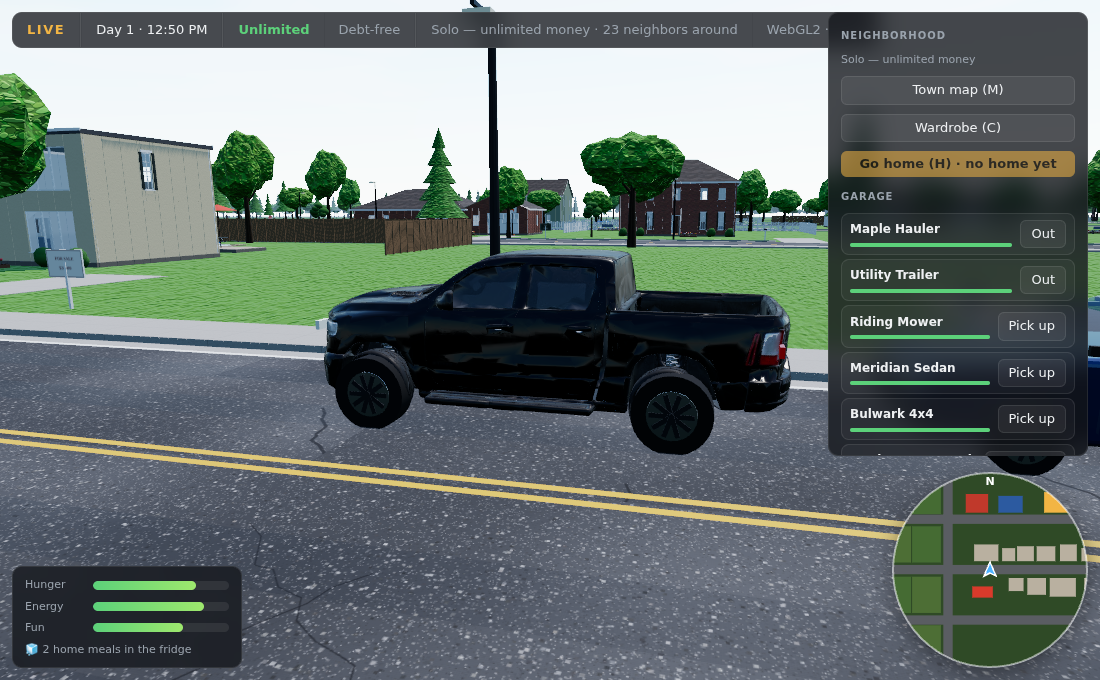 LIVE
Day 1 · 12:50 PM
Unlimited
Debt-free
Solo — unlimited money · 23 neighbors around
WebGL2 ·
NEIGHBORHOOD
Solo — unlimited money
Town map (M)
Wardrobe (C)
Go home (H) · no home yet
GARAGE
Maple Hauler
Out
Utility Trailer
Out
Riding Mower
Pick up
Meridian Sedan
Pick up
Bulwark 4x4
Pick up
N
Hunger
Energy
Fun
2 home meals in the fridge